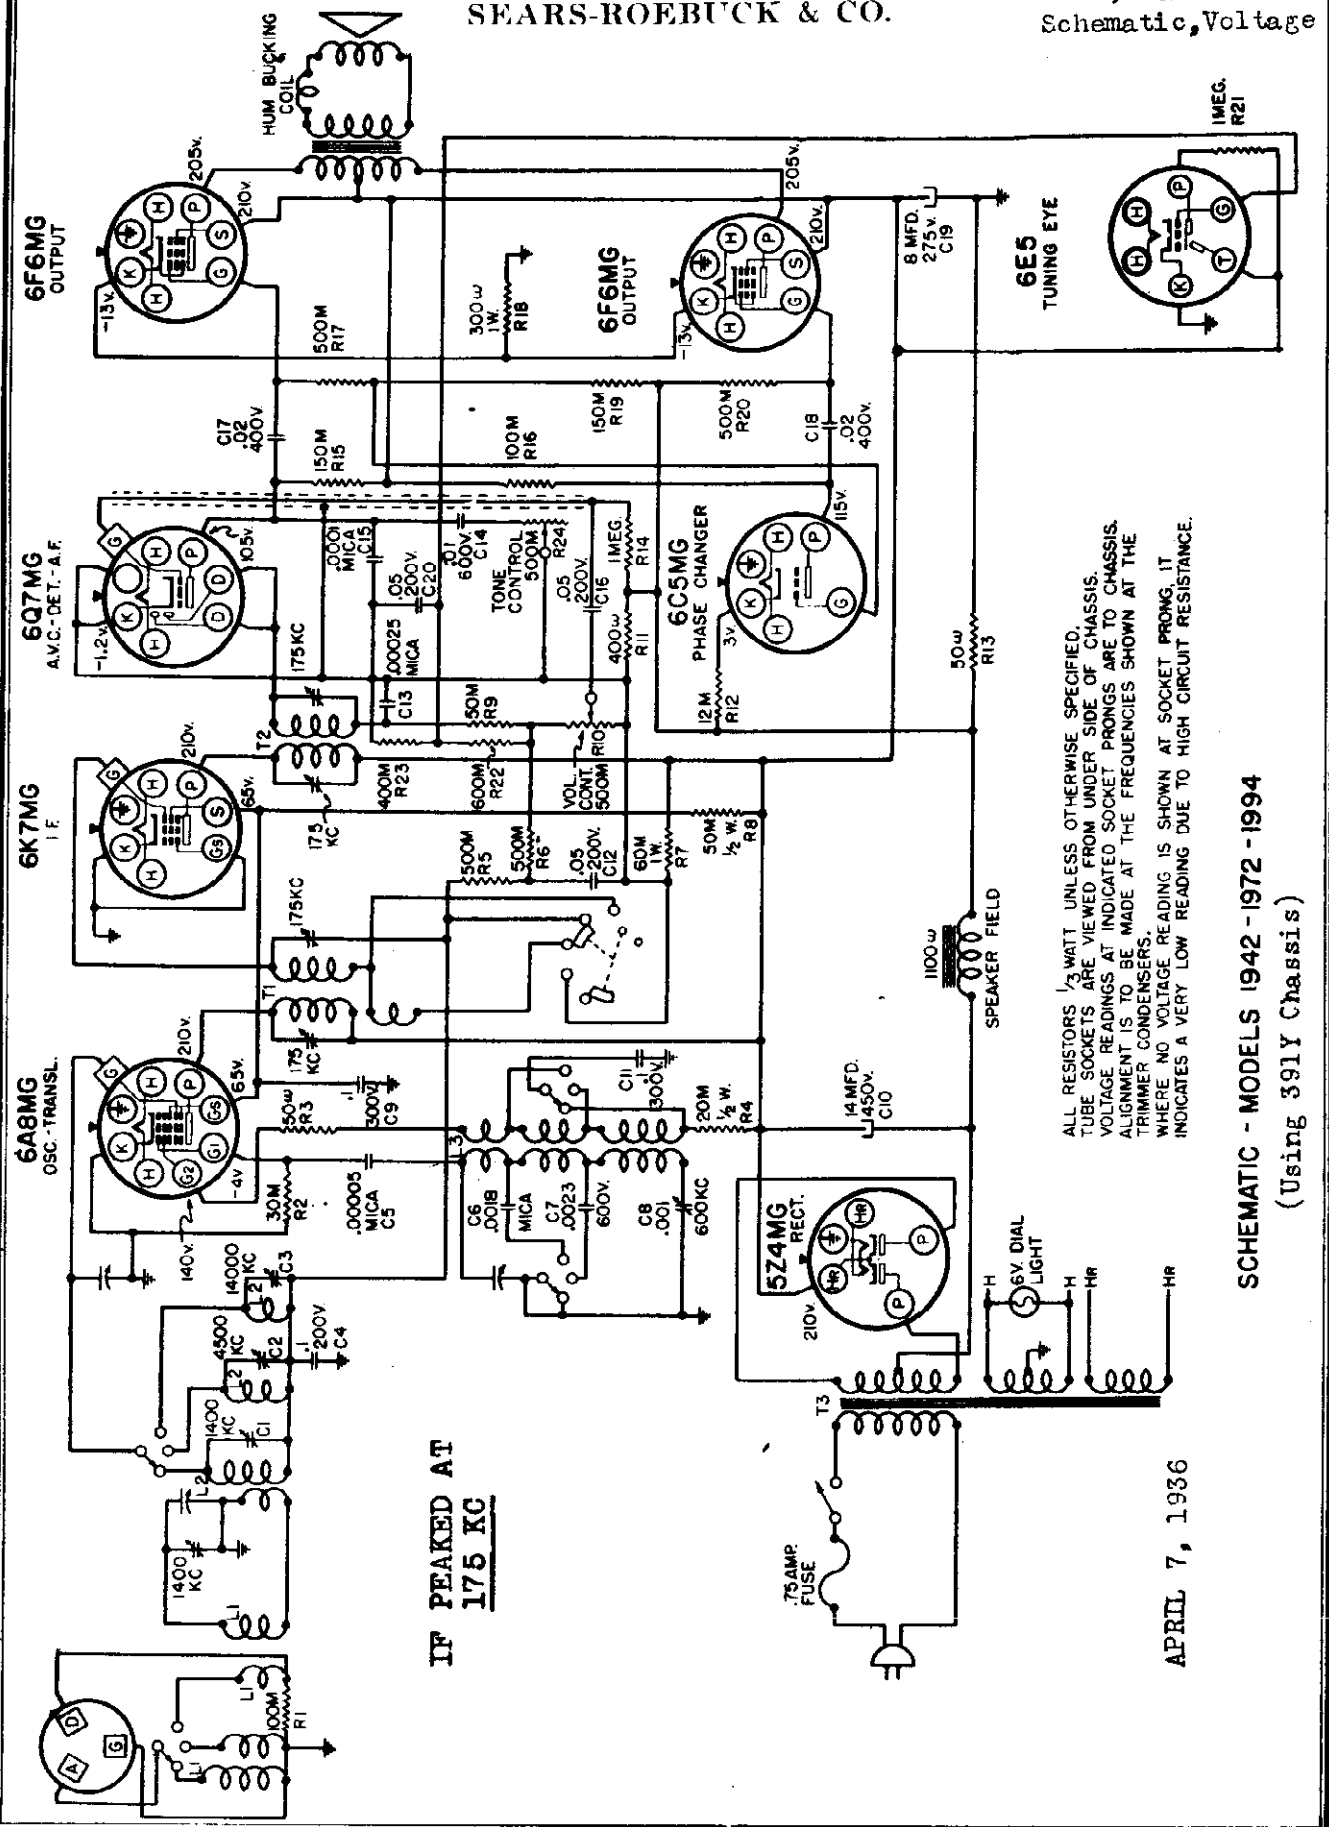 SEARS-ROEBUCK & CO.
Schematic,Voltage
6A8MG
OSC.-TRANSL.
6K7MG
I F.
6Q7MG
A.V.C.-DET.-A.F.
6F6MG
OUTPUT
HUM BUCKING
COIL
A
D
G
L1
L1
100M
R1
L1
1400
KC
L2
1400
KC
C1
4500
KC
L2
C2
14000
KC
L2
C3
.1
200V.
C4
140V.
-4V
210V.
65V.
30M
R2
50ω
R3
.1
300V.
C9
.00005
MICA
C5
L3
C6
.0018
MICA
C7
.0023
600V.
C8
.001
600KC
C11
.1
300V.
20M
½ W.
R4
T1
175
KC
175KC
210V.
65V.
T2
175
KC
175KC
-1.2V.
105V.
500M
R5
500M
R6
.05
200V.
C12
60M
1W.
R7
50M
½ W.
R8
400M
R23
600M
R22
50M
R9
C13
.00025
MICA
VOL.
CONT.
500M
R10
.0001
MICA
C15
.05
200V.
C20
.01
600V.
C14
TONE
CONTROL
500M
R24
.05
200V.
C16
400ω
R11
1MEG.
R14
C17
.02
400V.
150M
R15
100M
R16
500M
R17
-13V.
205V.
210V.
300ω
1W.
R18
150M
R19
500M
R20
C18
.02
400V.
6F6MG
OUTPUT
-13V.
205V.
210V.
6C5MG
PHASE CHANGER
3V.
115V.
12M
R12
50ω
R13
8 MFD.
275V.
C19
6E5
TUNING EYE
1MEG.
R21
1100ω
SPEAKER FIELD
14 MFD.
450V.
C10
5Z4MG
RECT.
210V.
T3
6V. DIAL
LIGHT
H
H
HR
HR
.75 AMP.
FUSE
IF PEAKED AT
175 KC
ALL RESISTORS ⅓ WATT UNLESS OTHERWISE SPECIFIED.
TUBE SOCKETS ARE VIEWED FROM UNDER SIDE OF CHASSIS.
VOLTAGE READINGS AT INDICATED SOCKET PRONGS ARE TO CHASSIS.
ALIGNMENT IS TO BE MADE AT THE FREQUENCIES SHOWN AT THE
TRIMMER CONDENSERS.
WHERE NO VOLTAGE READING IS SHOWN AT SOCKET PRONG, IT
INDICATES A VERY LOW READING DUE TO HIGH CIRCUIT RESISTANCE.
SCHEMATIC - MODELS 1942 -1972 -1994
(Using 391Y Chassis)
APRIL 7, 1936